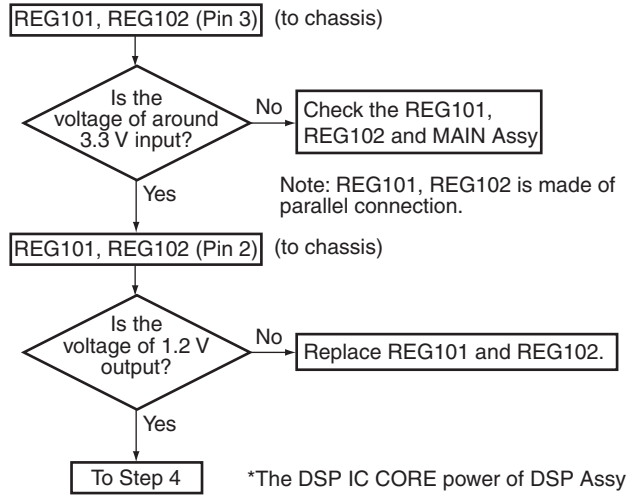 REG101, REG102 (Pin 3) (to chassis)
Is the
voltage of around
3.3 V input?
No
Check the REG101,
REG102 and MAIN Assy
Yes
Note: REG101, REG102 is made of
parallel connection.
REG101, REG102 (Pin 2) (to chassis)
Is the
voltage of 1.2 V
output?
No
Replace REG101 and REG102.
Yes
To Step 4
*The DSP IC CORE power of DSP Assy